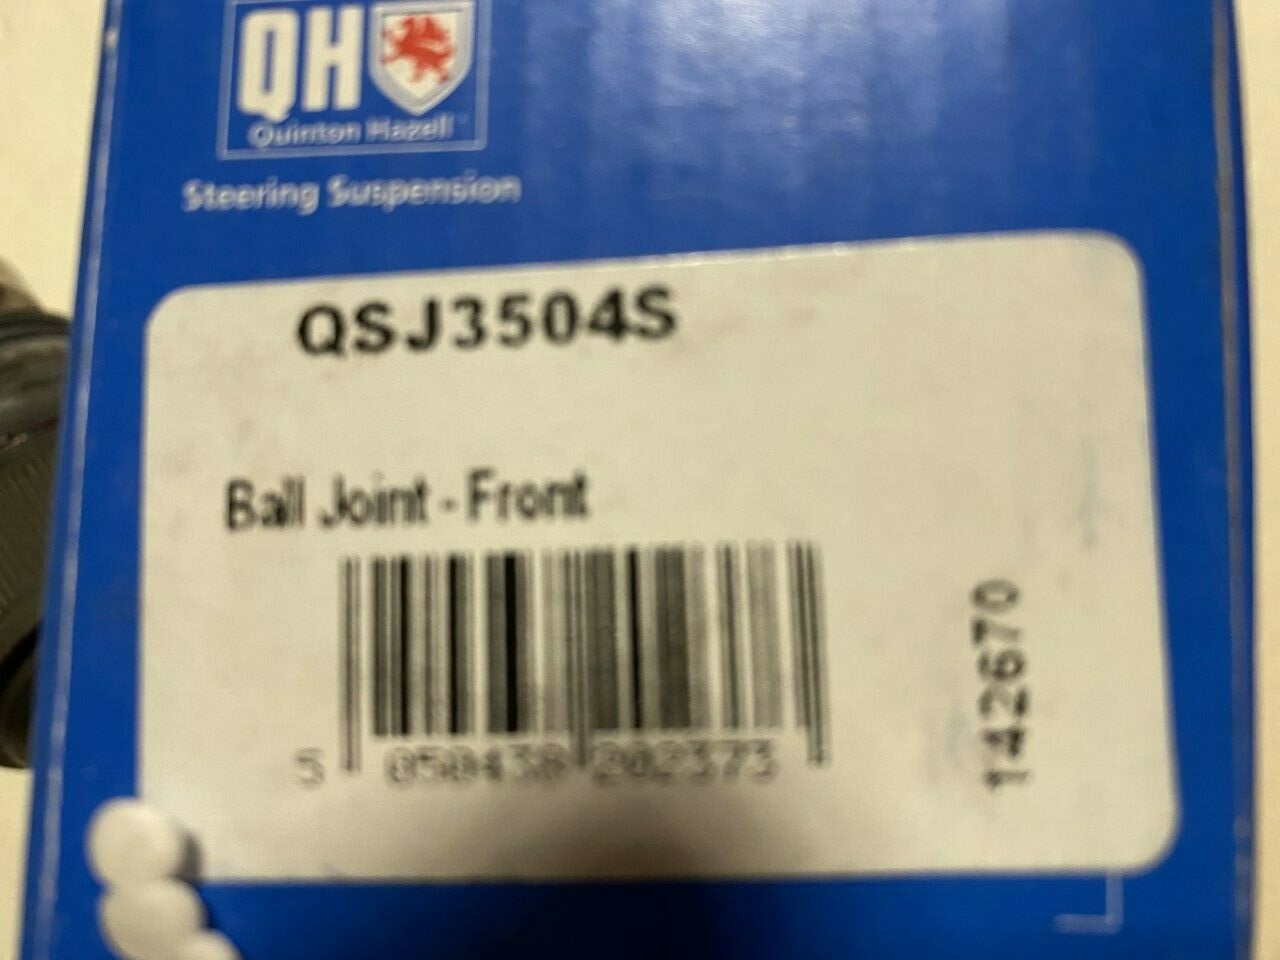 QH
Quinton Hazell
Steering Suspension
QSJ3504S
Ball Joint - Front
5 050438 202373
142670